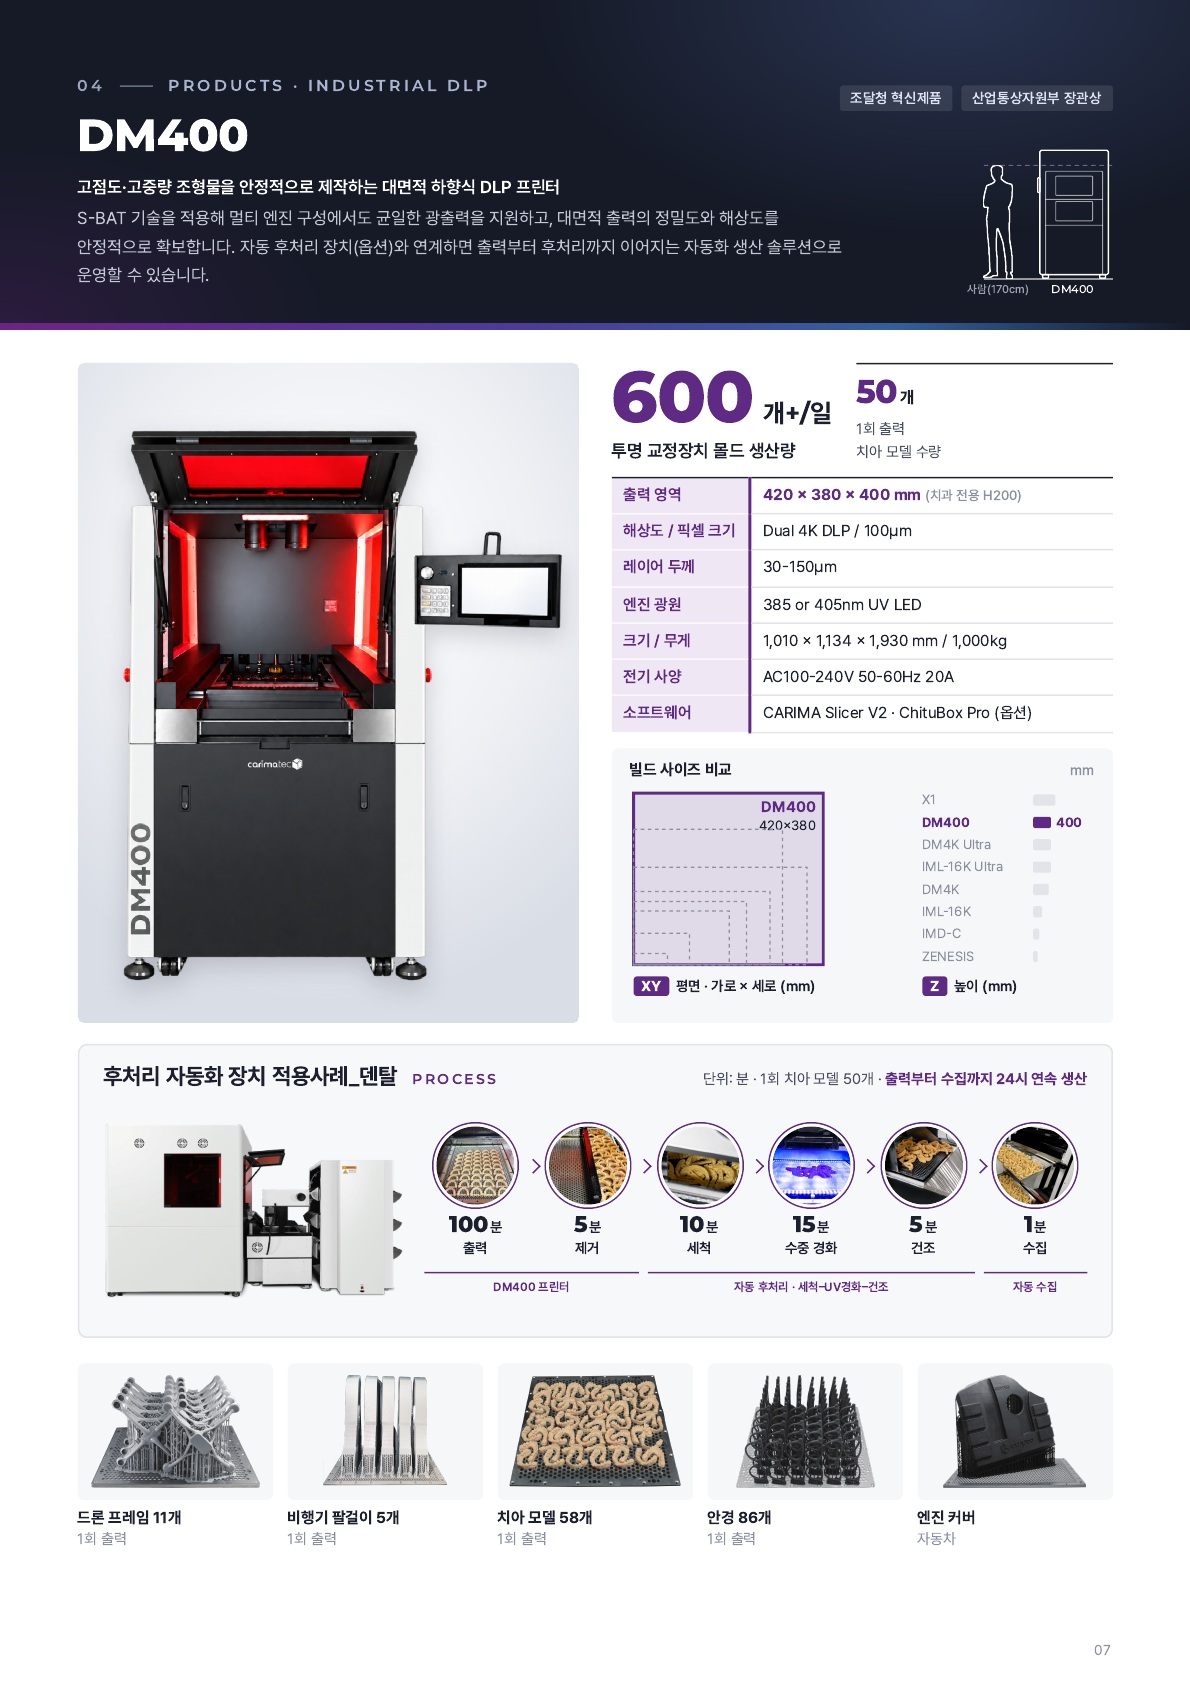 04 — PRODUCTS · INDUSTRIAL DLP
조달청 혁신제품
산업통상자원부 장관상
DM400
고점도·고중량 조형물을 안정적으로 제작하는 대면적 하향식 DLP 프린터
S-BAT 기술을 적용해 멀티 엔진 구성에서도 균일한 광출력을 지원하고, 대면적 출력의 정밀도와 해상도를
안정적으로 확보합니다. 자동 후처리 장치(옵션)와 연계하면 출력부터 후처리까지 이어지는 자동화 생산 솔루션으로
운영할 수 있습니다.
사람(170cm)
DM400
carimatec
DM400
600 개+/일
투명 교정장치 몰드 생산량
50개
1회 출력
치아 모델 수량
출력 영역 420 × 380 × 400 mm (치과 전용 H200)
해상도 / 픽셀 크기 Dual 4K DLP / 100μm
레이어 두께 30-150μm
엔진 광원 385 or 405nm UV LED
크기 / 무게 1,010 × 1,134 × 1,930 mm / 1,000kg
전기 사양 AC100-240V 50-60Hz 20A
소프트웨어 CARIMA Slicer V2 · ChituBox Pro (옵션)
빌드 사이즈 비교
mm
DM400
420×380
XY 평면 · 가로 × 세로 (mm)
X1
DM400 400
DM4K Ultra
IML-16K Ultra
DM4K
IML-16K
IMD-C
ZENESIS
Z 높이 (mm)
후처리 자동화 장치 적용사례_덴탈 PROCESS
단위: 분 · 1회 치아 모델 50개 · 출력부터 수집까지 24시 연속 생산
100분
출력
5분
제거
10분
세척
15분
수중 경화
5분
건조
1분
수집
DM400 프린터
자동 후처리 · 세척–UV경화–건조
자동 수집
드론 프레임 11개
1회 출력
비행기 팔걸이 5개
1회 출력
치아 모델 58개
1회 출력
안경 86개
1회 출력
엔진 커버
자동차
07